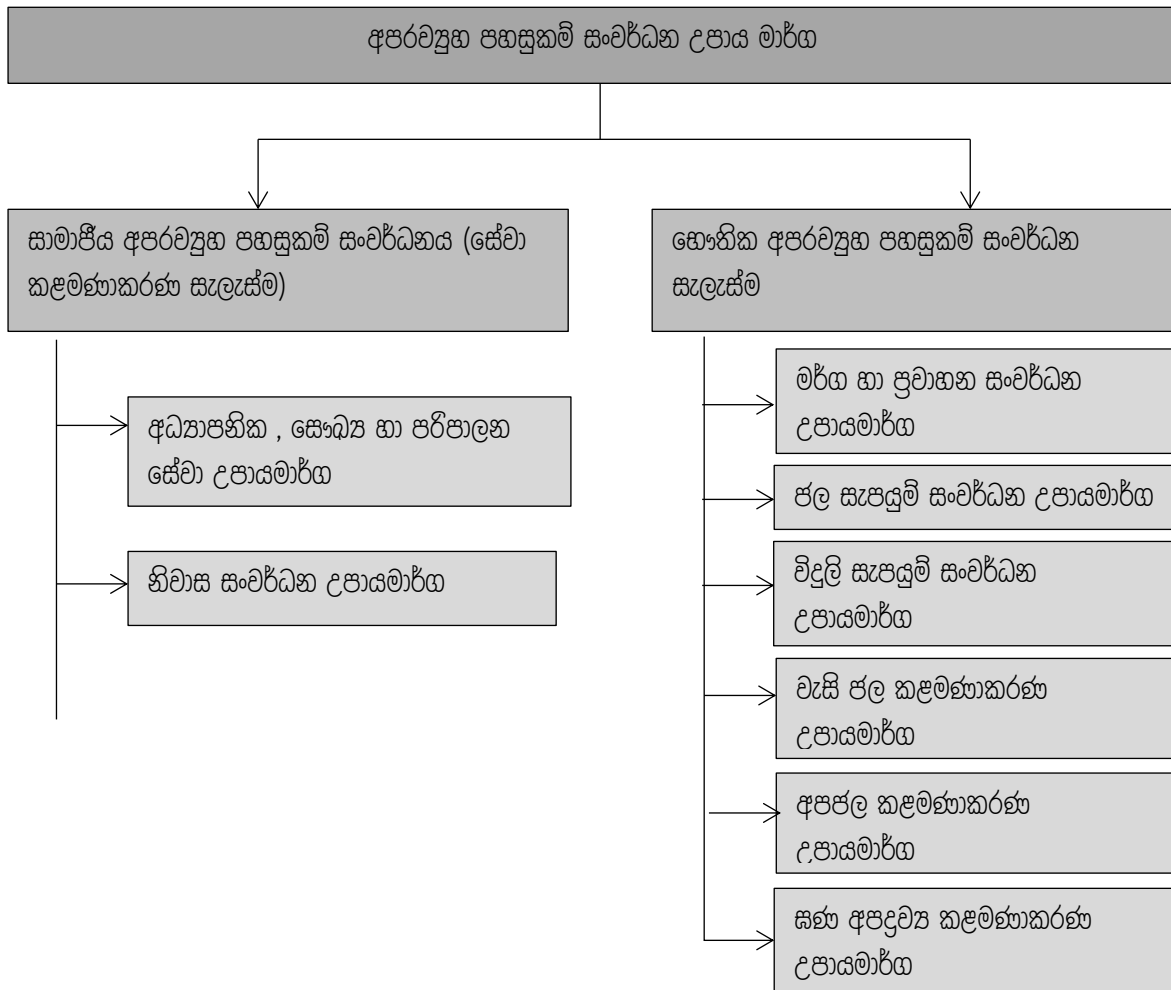 අපරව්‍යුහ පහසුකම් සංවර්ධන උපාය මාර්ග
සාමාජීය අපරව්‍යුහ පහසුකම් සංවර්ධනය (සේවා
කළමණාකරණ සැලැස්ම)
අධ්‍යාපනික , සෞඛ්‍ය හා පරිපාලන
සේවා උපායමාර්ග
නිවාස සංවර්ධන උපායමාර්ග
භෞතික අපරව්‍යුහ පහසුකම් සංවර්ධන
සැලැස්ම
මර්ග හා ප්‍රවාහන සංවර්ධන
උපායමාර්ග
ජල සැපයුම් සංවර්ධන උපායමාර්ග
විදුලි සැපයුම් සංවර්ධන
උපායමාර්ග
වැසි ජල කළමණාකරණ
උපායමාර්ග
අපජල කළමණාකරණ
උපායමාර්ග
ඝණ අපද්‍රව්‍ය කළමණාකරණ
උපායමාර්ග